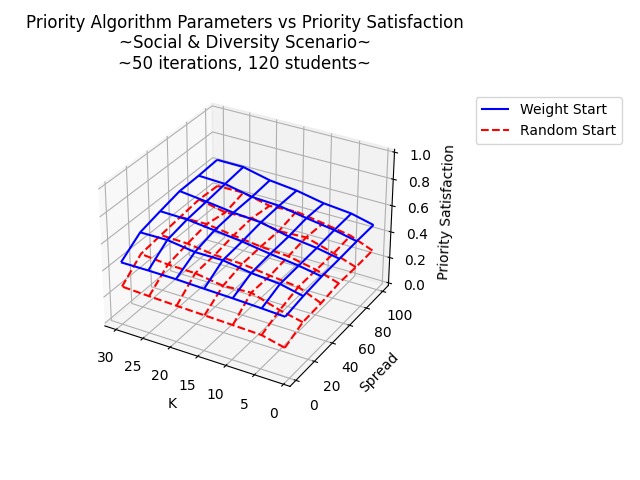 Priority Algorithm Parameters vs Priority Satisfaction
~Social & Diversity Scenario~
~50 iterations, 120 students~
Weight Start
Random Start
1.0
0.8
0.6
0.4
0.2
0.0
Priority Satisfaction
100
80
60
40
20
0
Spread
30
25
20
15
10
5
0
K